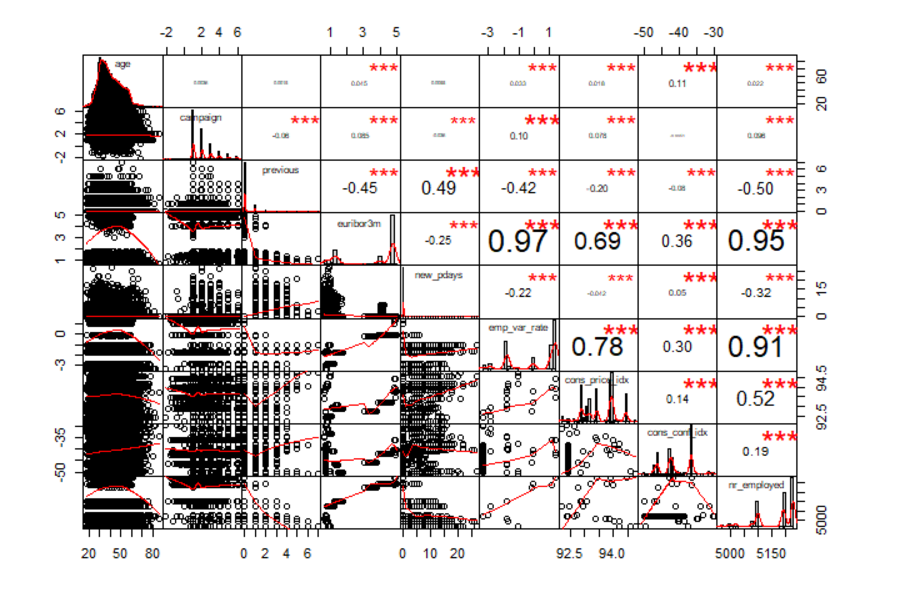 -2 2 4 6 1 3 5 -3 -1 1 -50 -40 -30
age *** *** *** *** 0.11 *** 60 20
6 2 -2 campaign *** -0.06 *** 0.085 *** *** 0.10 *** 0.078 *** 0.096
previous *** -0.45 *** 0.49 *** -0.42 *** -0.20 *** -0.08 *** -0.50 6 3 0
5 3 1 euribor3m *** -0.25 *** 0.97 *** 0.69 *** 0.36 *** 0.95
new_pdays *** -0.22 *** -0.012 *** 0.05 *** -0.32 15 0
0 -3 emp_var_rate *** 0.78 *** 0.30 *** 0.91
cons_price_idx *** 0.14 *** 0.52 94.5 92.5
-35 -50 cons_conf_idx *** 0.19
nr_employed 5000
20 50 80 0 2 4 6 0 10 20 92.5 94.0 5000 5150